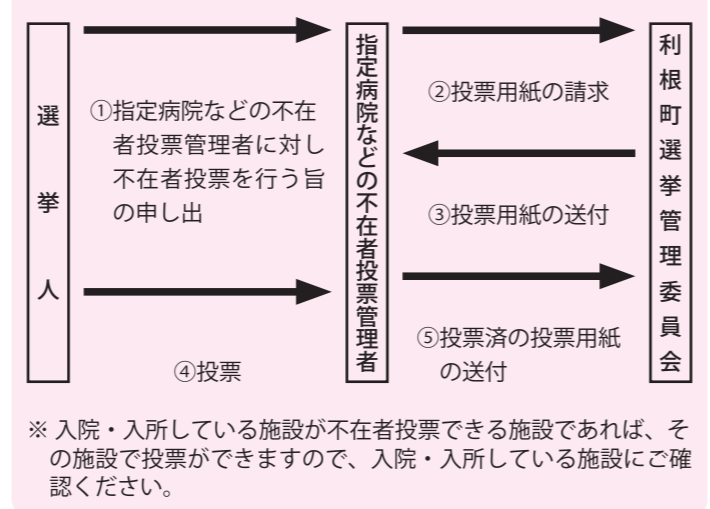 選挙人
①指定病院などの不在
者投票管理者に対し
不在者投票を行う旨
の申し出
④投票
指定病院などの不在者投票管理者
②投票用紙の請求
③投票用紙の送付
⑤投票済の投票用紙
の送付
利根町選挙管理委員会
※ 入院・入所している施設が不在者投票できる施設であれば、そ
の施設で投票ができますので、入院・入所している施設にご確
認ください。